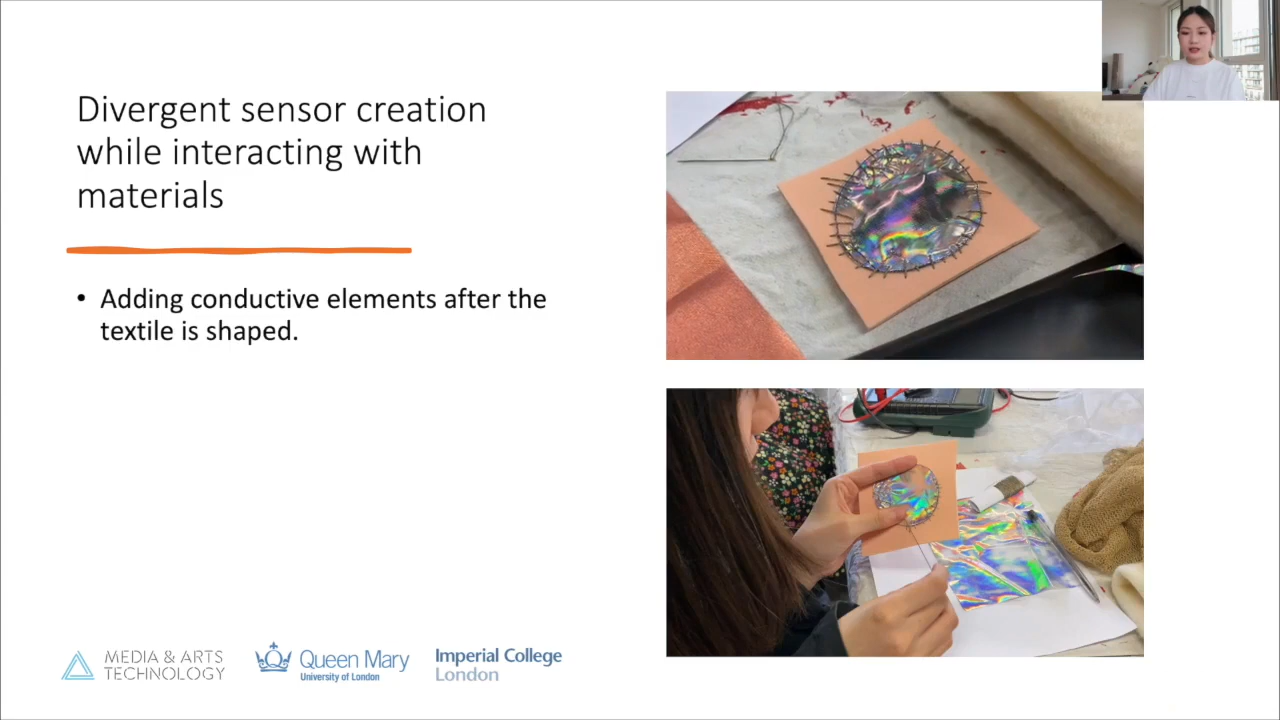 Divergent sensor creation
while interacting with
materials
• Adding conductive elements after the
textile is shaped.
MEDIA & ARTS
TECHNOLOGY
Queen Mary
University of London
Imperial College
London